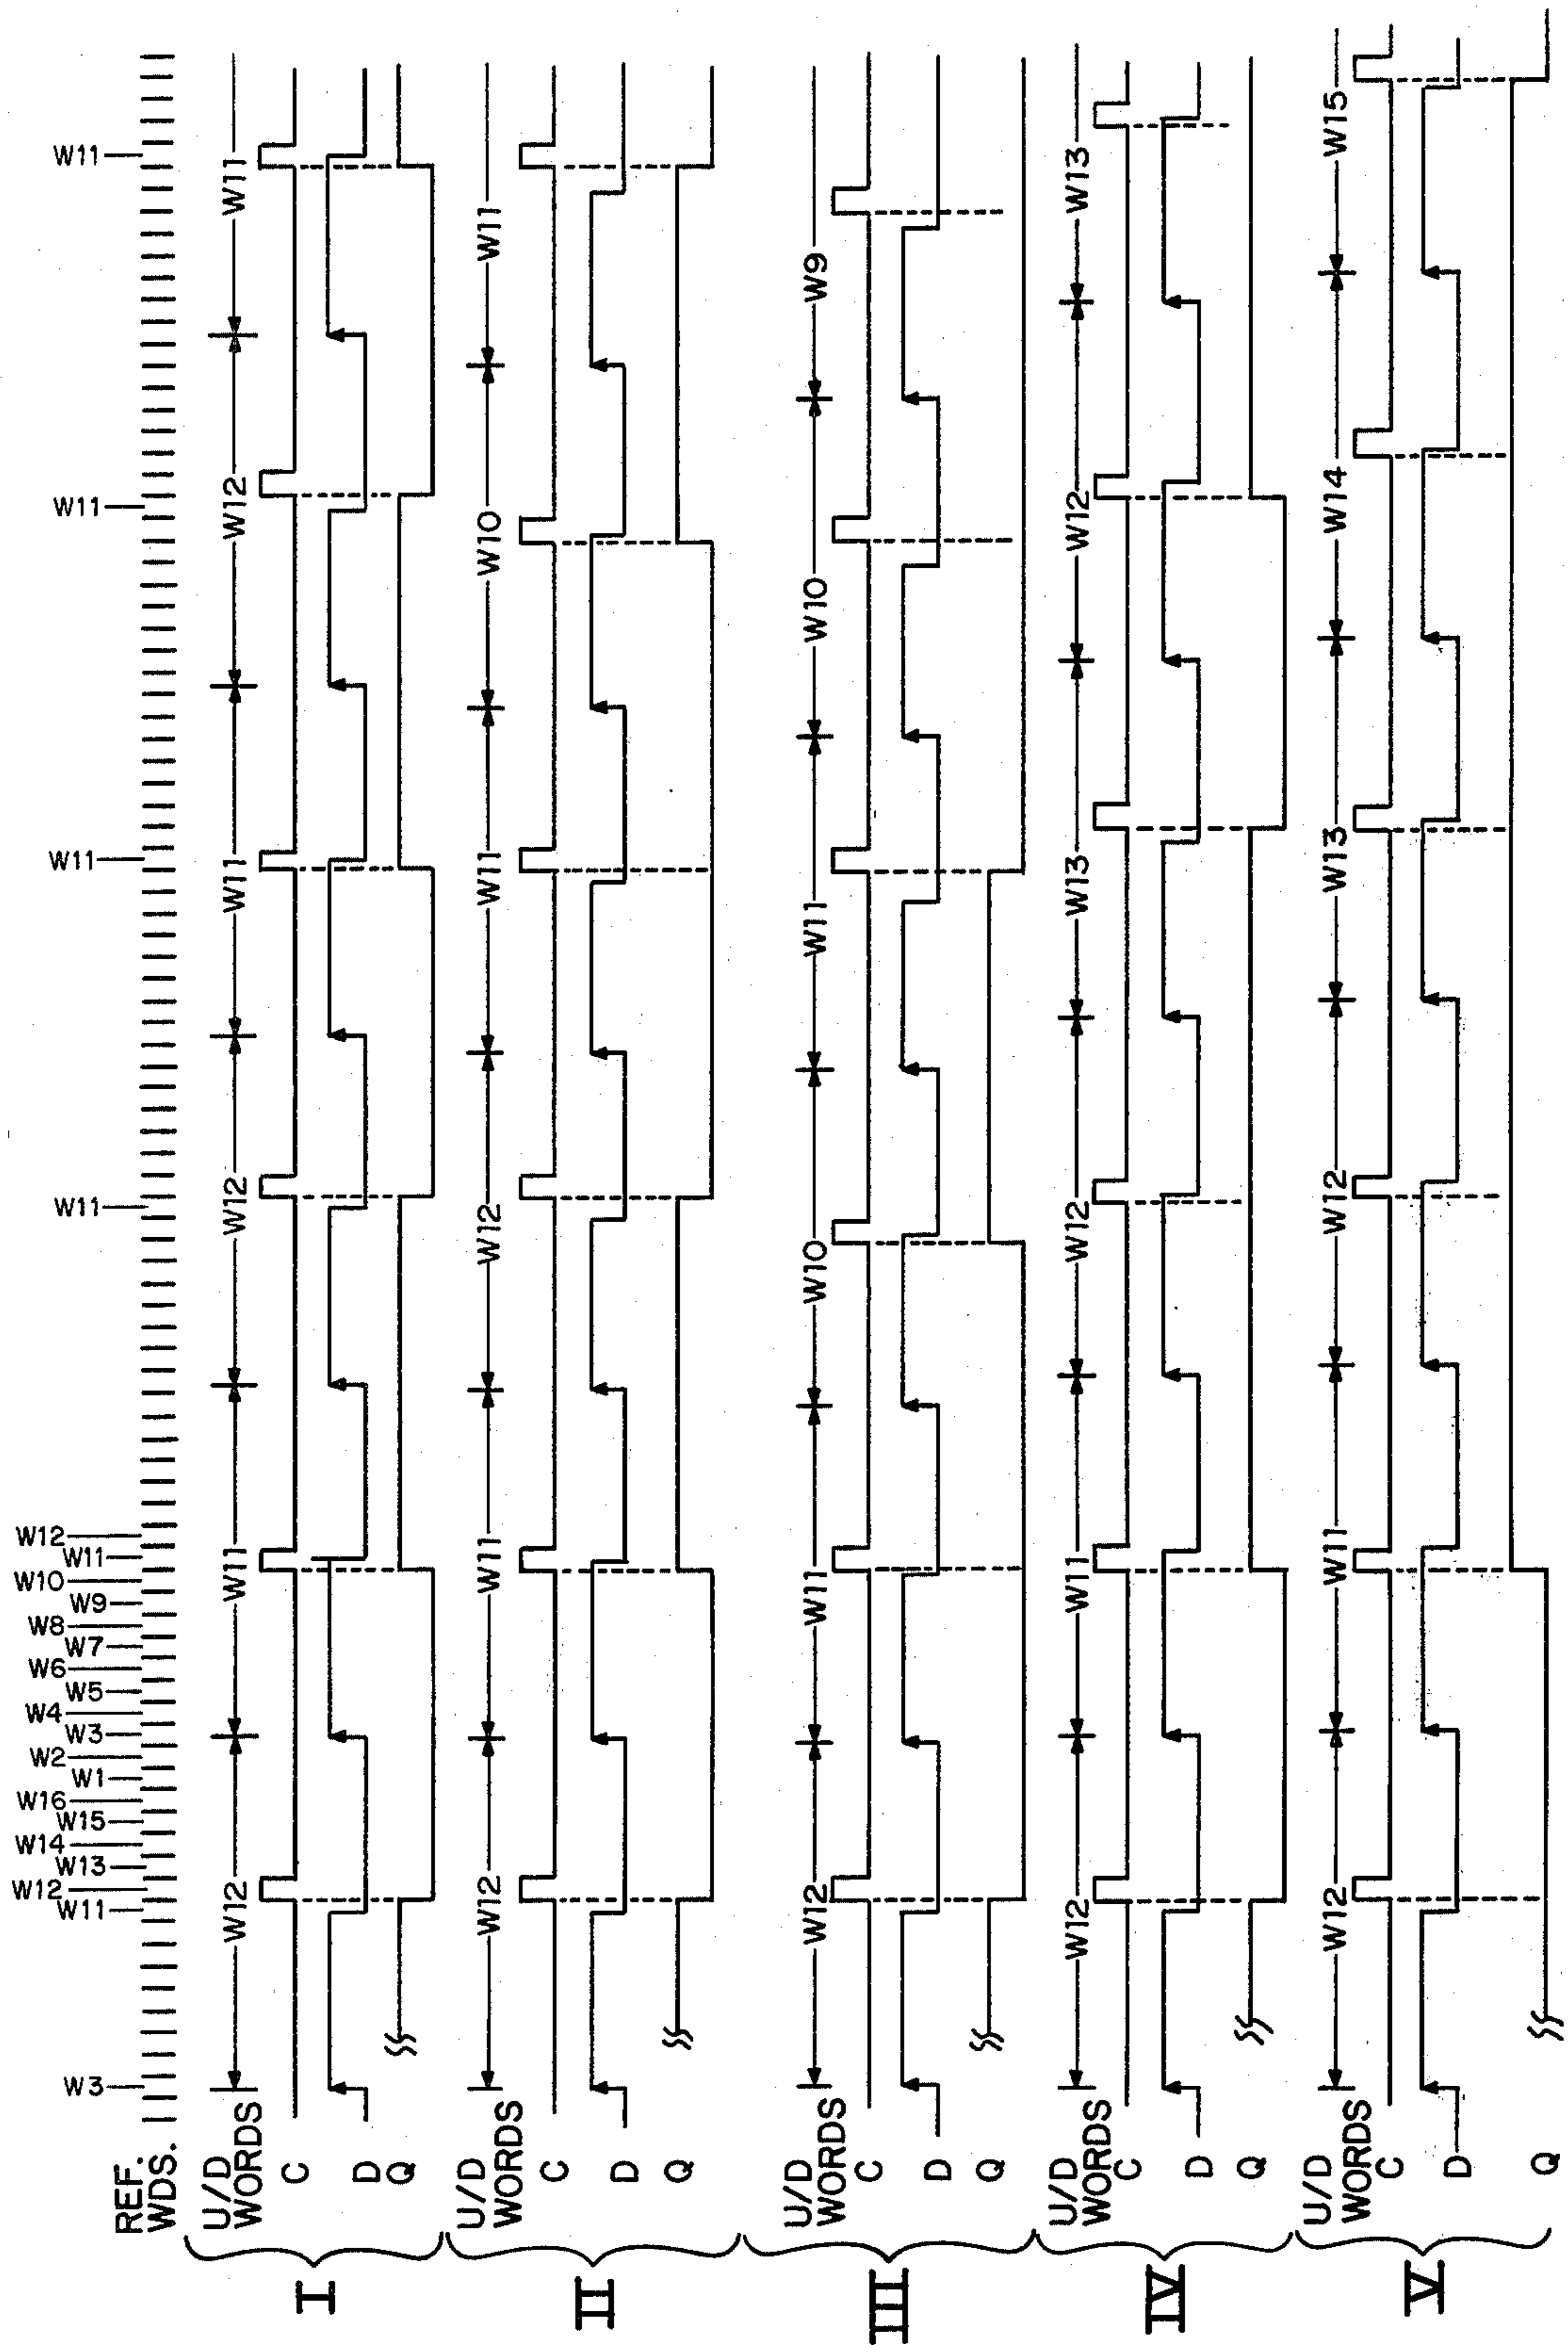 W3 W11 W12 W13 W14 W15 W16 W1 W2 W3 W4 W5 W6 W7 W8 W9 W10 W11 W12 W11 W11 W11 W11
REF.
WDS.
I
U/D
WORDS
W12 W11 W12 W11 W12 W11
C
D
Q
II
U/D
WORDS
W12 W11 W12 W11 W10 W11
C
D
Q
III
U/D
WORDS
W12 W11 W10 W11 W10 W9
C
D
Q
IV
U/D
WORDS
W12 W11 W12 W13 W12 W13
C
D
Q
V
U/D
WORDS
W12 W11 W12 W13 W14 W15
C
D
Q